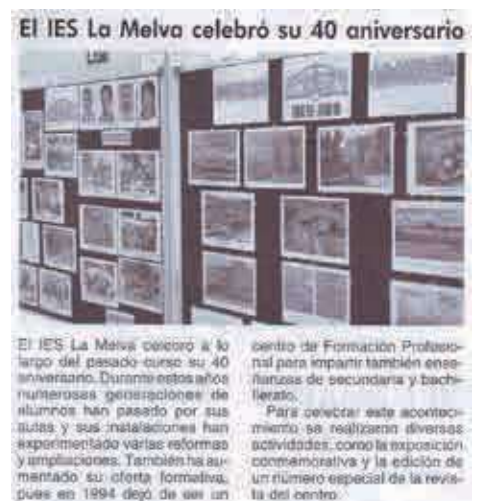 El IES La Melva celebró su 40 aniversario
El IES La Melva celebró a lo
largo del pasado curso su 40
aniversario. Durante estos años
numerosas generaciones de
alumnos han pasado por sus
aulas y sus instalaciones han
experimentado varias reformas
y ampliaciones. También ha au-
mentado su oferta formativa,
pues en 1994 dejó de ser un
centro de Formación Profesio-
nal para impartir también ense-
ñanzas de secundaria y bachi-
llerato.
Para celebrar este aconteci-
miento se realizaron diversas
actividades, como la exposición
conmemorativa y la edición de
un número especial de la revis-
ta del centro.